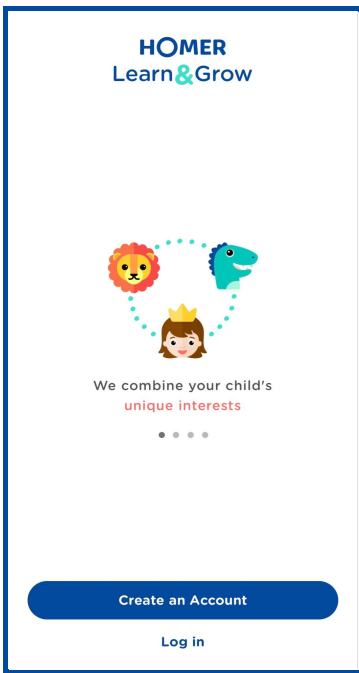 HOMER
Learn&Grow
We combine your child's
unique interests
Create an Account
Log in